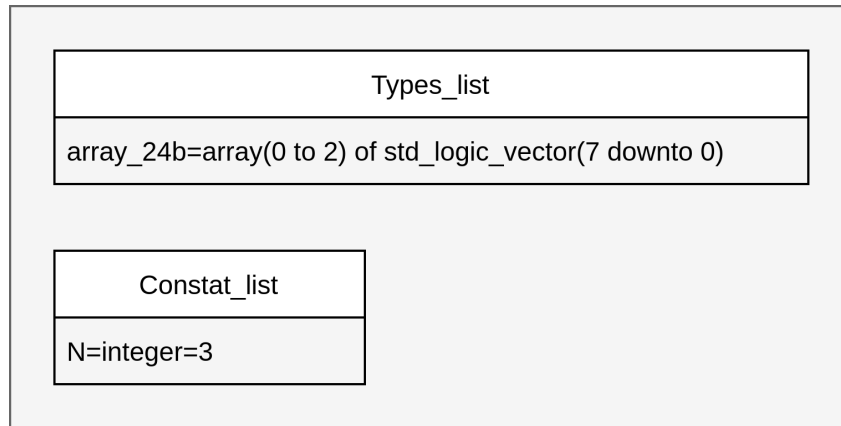 Types_list
array_24b=array(0 to 2) of std_logic_vector(7 downto 0)
Constat_list
N=integer=3